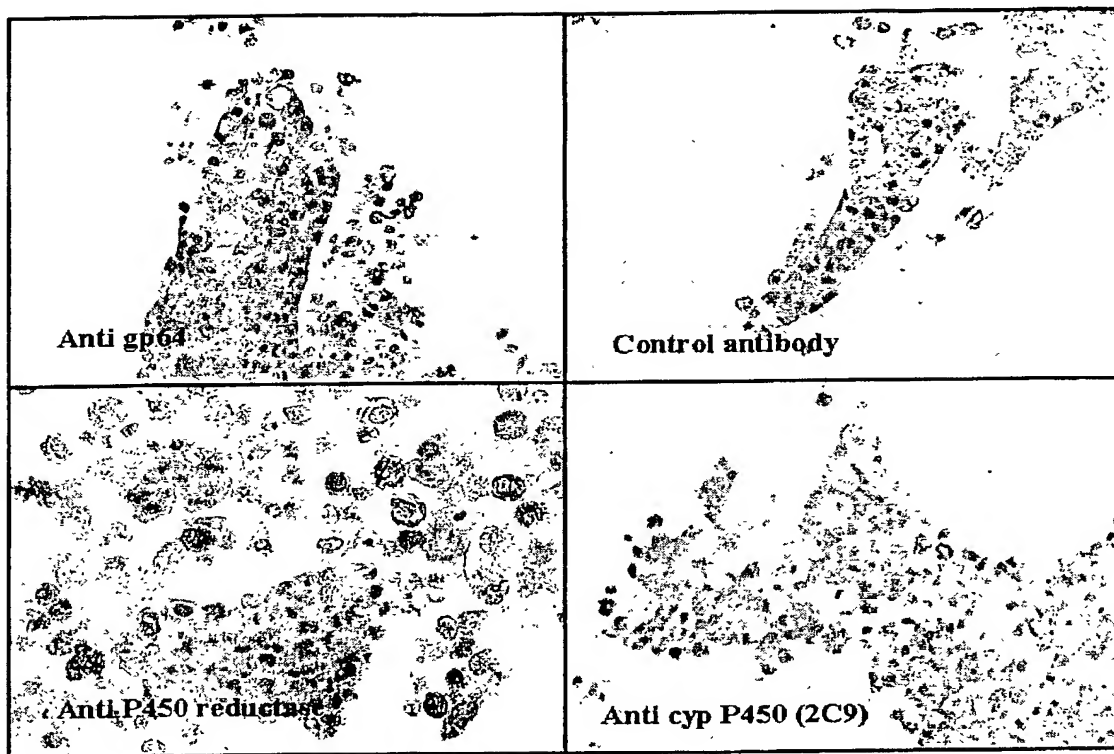 Anti gp64
Control antibody
Anti P450 reductase
Anti cyp P450 (2C9)